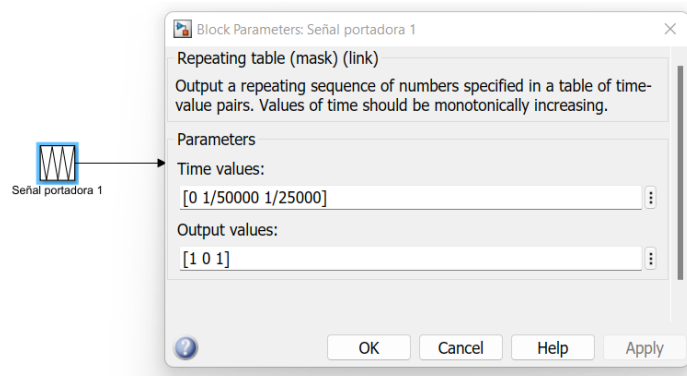 Block Parameters: Señal portadora 1
Repeating table (mask) (link)
Output a repeating sequence of numbers specified in a table of time-
value pairs. Values of time should be monotonically increasing.
Parameters
Time values:
[0 1/50000 1/25000]
Output values:
[1 0 1]
OK Cancel Help Apply
Señal portadora 1